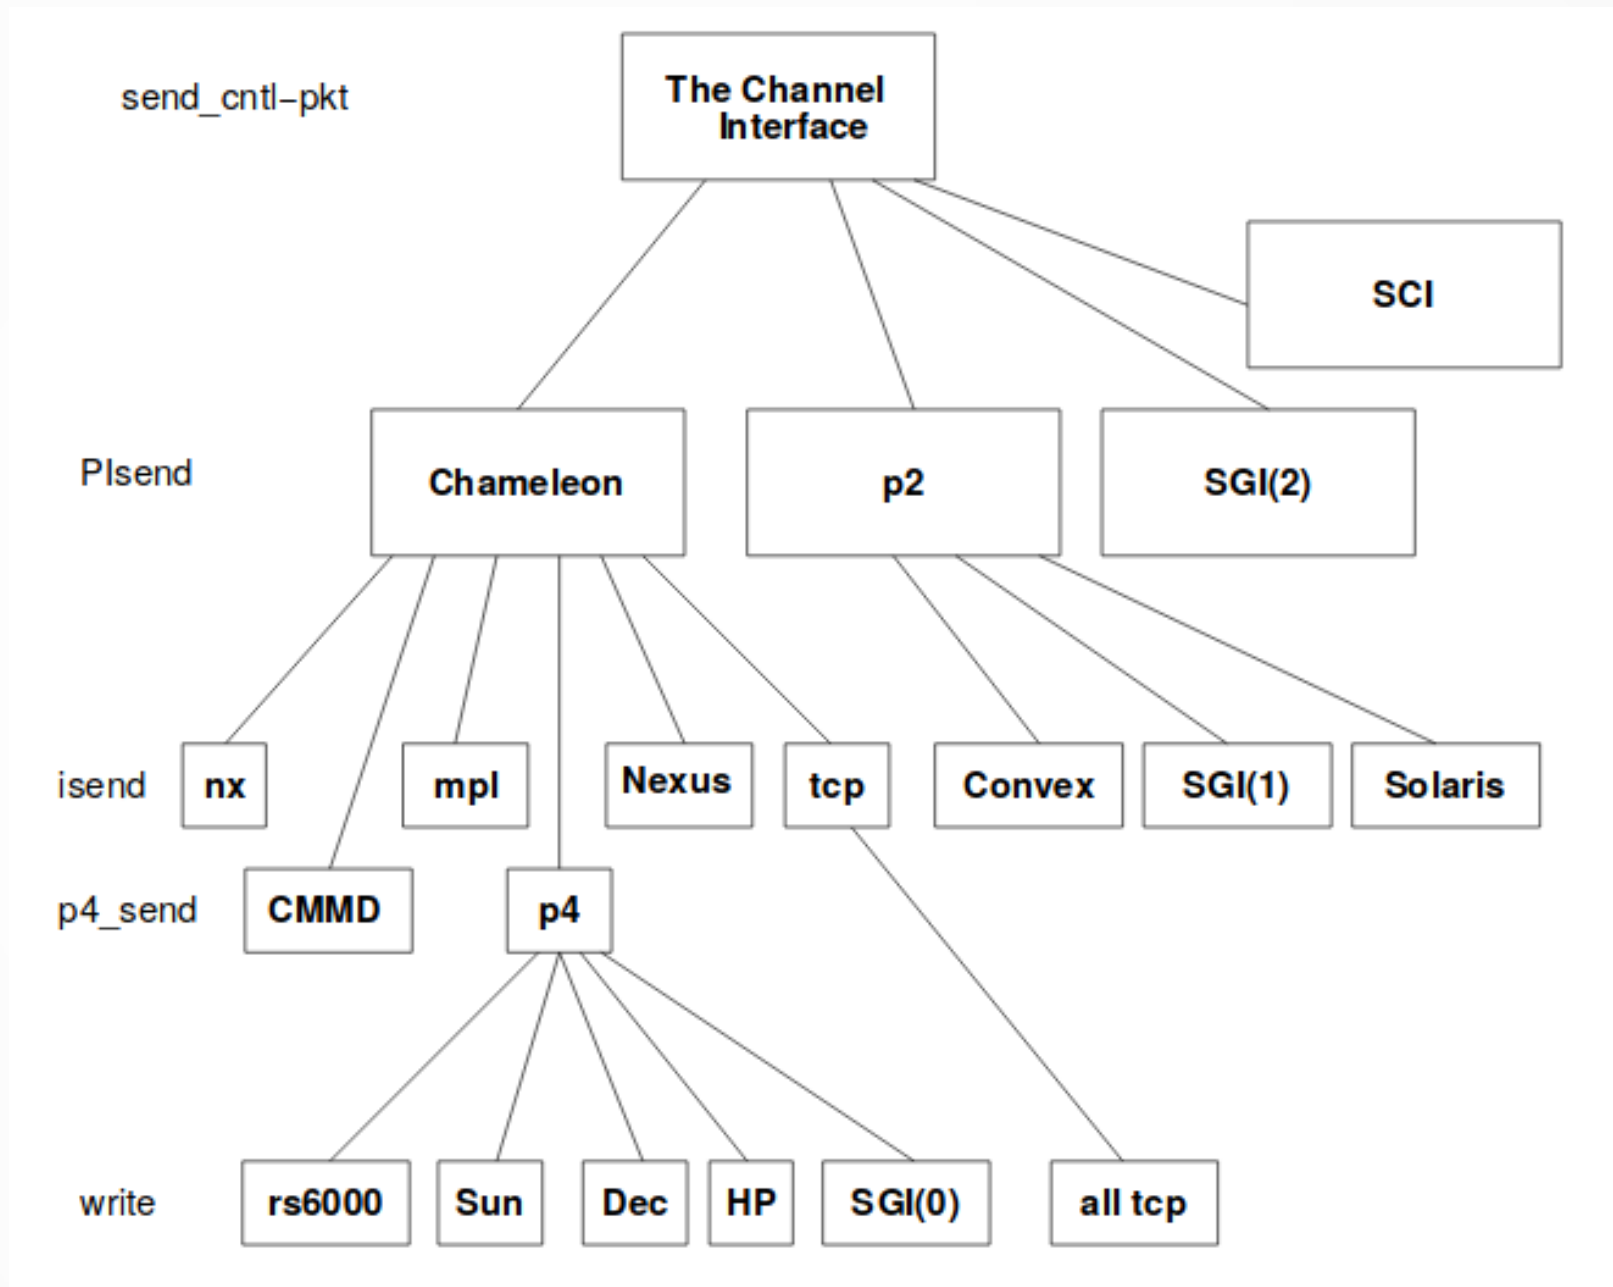 send_cntl−pkt
The Channel
Interface
SCI
PIsend
Chameleon
p2
SGI(2)
isend
nx
mpl
Nexus
tcp
Convex
SGI(1)
Solaris
p4_send
CMMD
p4
write
rs6000
Sun
Dec
HP
SGI(0)
all tcp